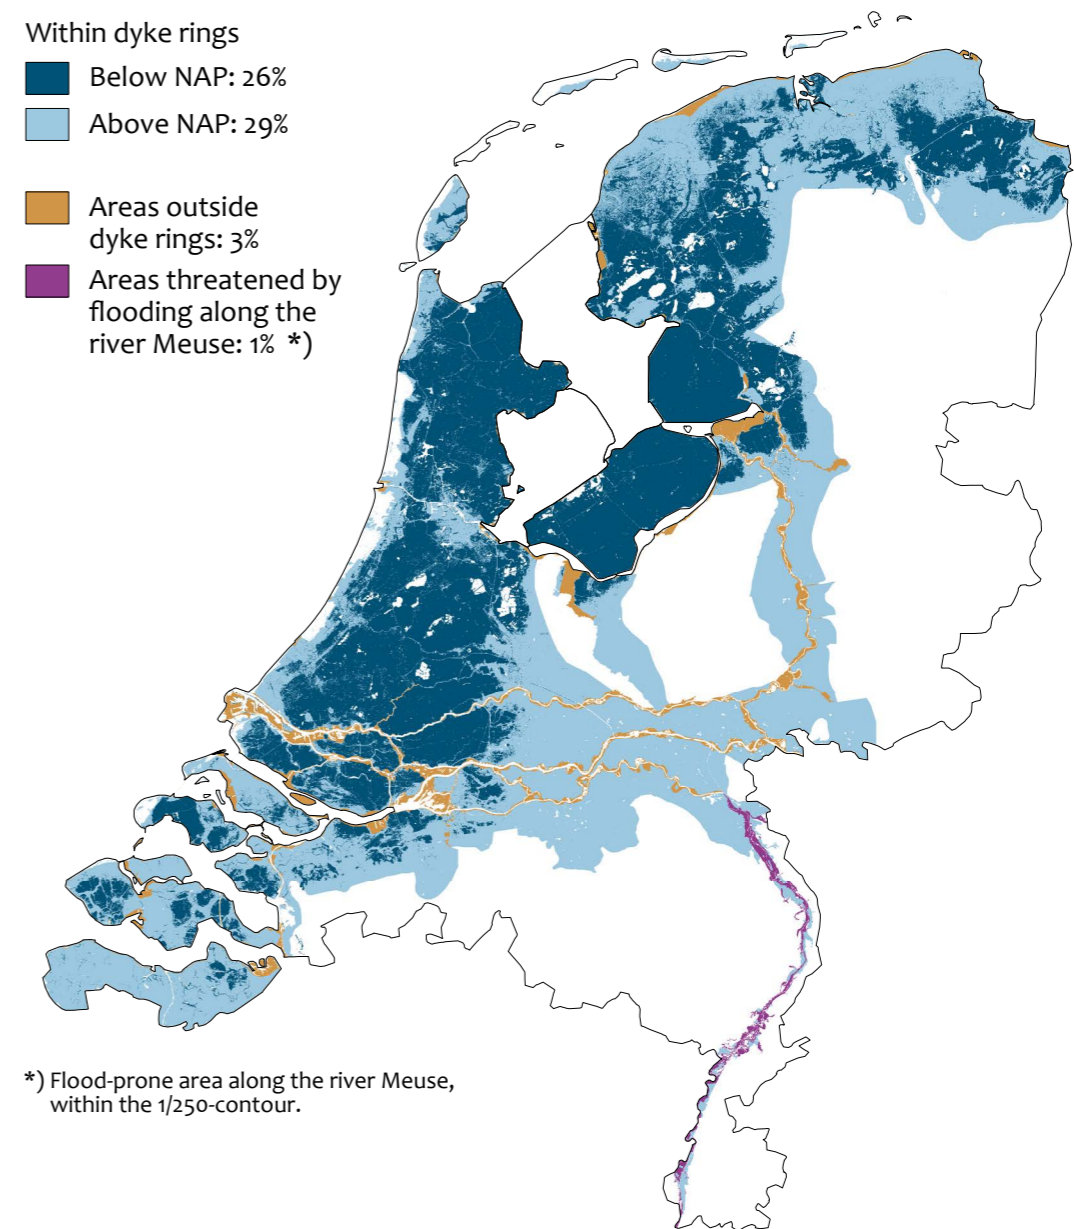 Within dyke rings
Below NAP: 26%
Above NAP: 29%
Areas outside
dyke rings: 3%
Areas threatened by
flooding along the
river Meuse: 1% *)
*) Flood-prone area along the river Meuse,
within the 1/250-contour.